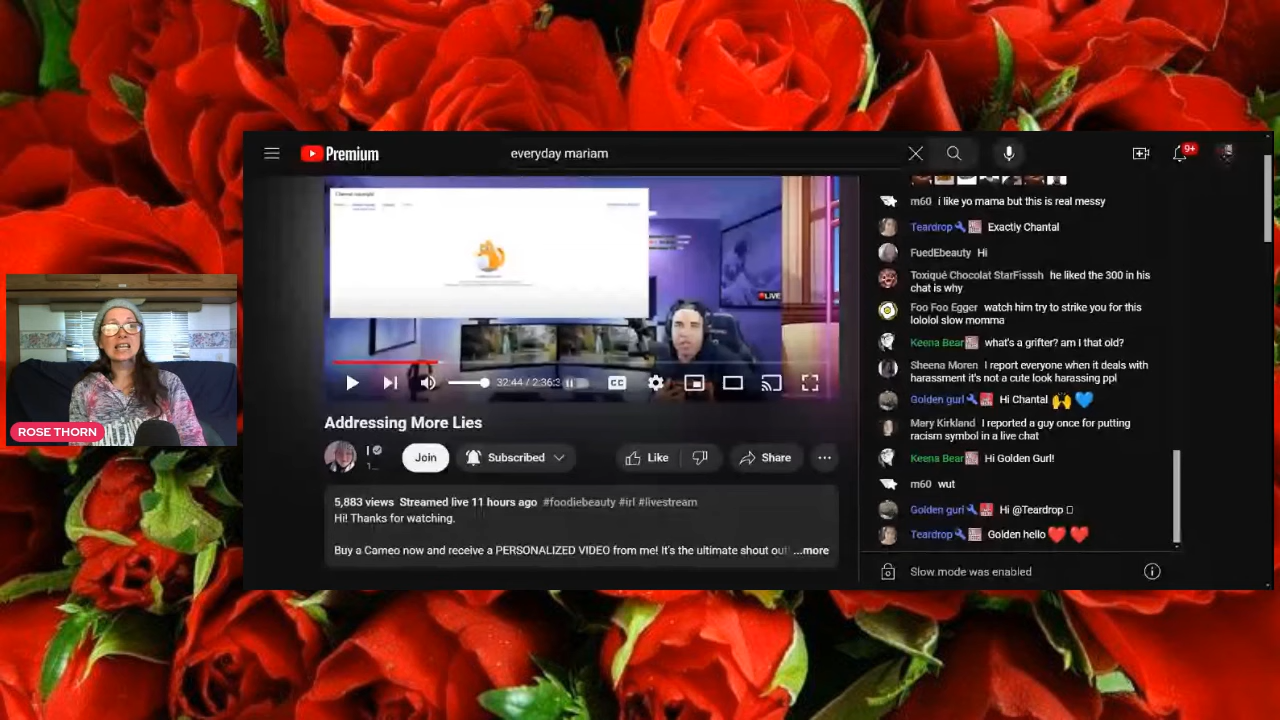 Premium
everyday mariam
9+
m60 i like yo mama but this is real messy
Teardrop Exactly Chantal
FuedEbeauty Hi
Toxiqué Chocolat StarFisssh he liked the 300 in his
chat is why
Foo Foo Egger watch him try to strike you for this
lololol slow momma
Keena Bear what's a grifter? am I that old?
Sheena Moren I report everyone when it deals with
harassment it's not a cute look harassing ppl
Golden gurl Hi Chantal
Mary Kirkland I reported a guy once for putting
racism symbol in a live chat
Keena Bear Hi Golden Gurl!
m60 wut
Golden gurl Hi @Teardrop
Teardrop Golden hello
Slow mode was enabled
LIVE
32:44 / 2:36:3
CC
Addressing More Lies
I
1...
Join
Subscribed
Like
Share
5,883 views Streamed live 11 hours ago #foodiebeauty #irl #livestream
Hi! Thanks for watching.
Buy a Cameo now and receive a PERSONALIZED VIDEO from me! It's the ultimate shout out ...more
ROSE THORN